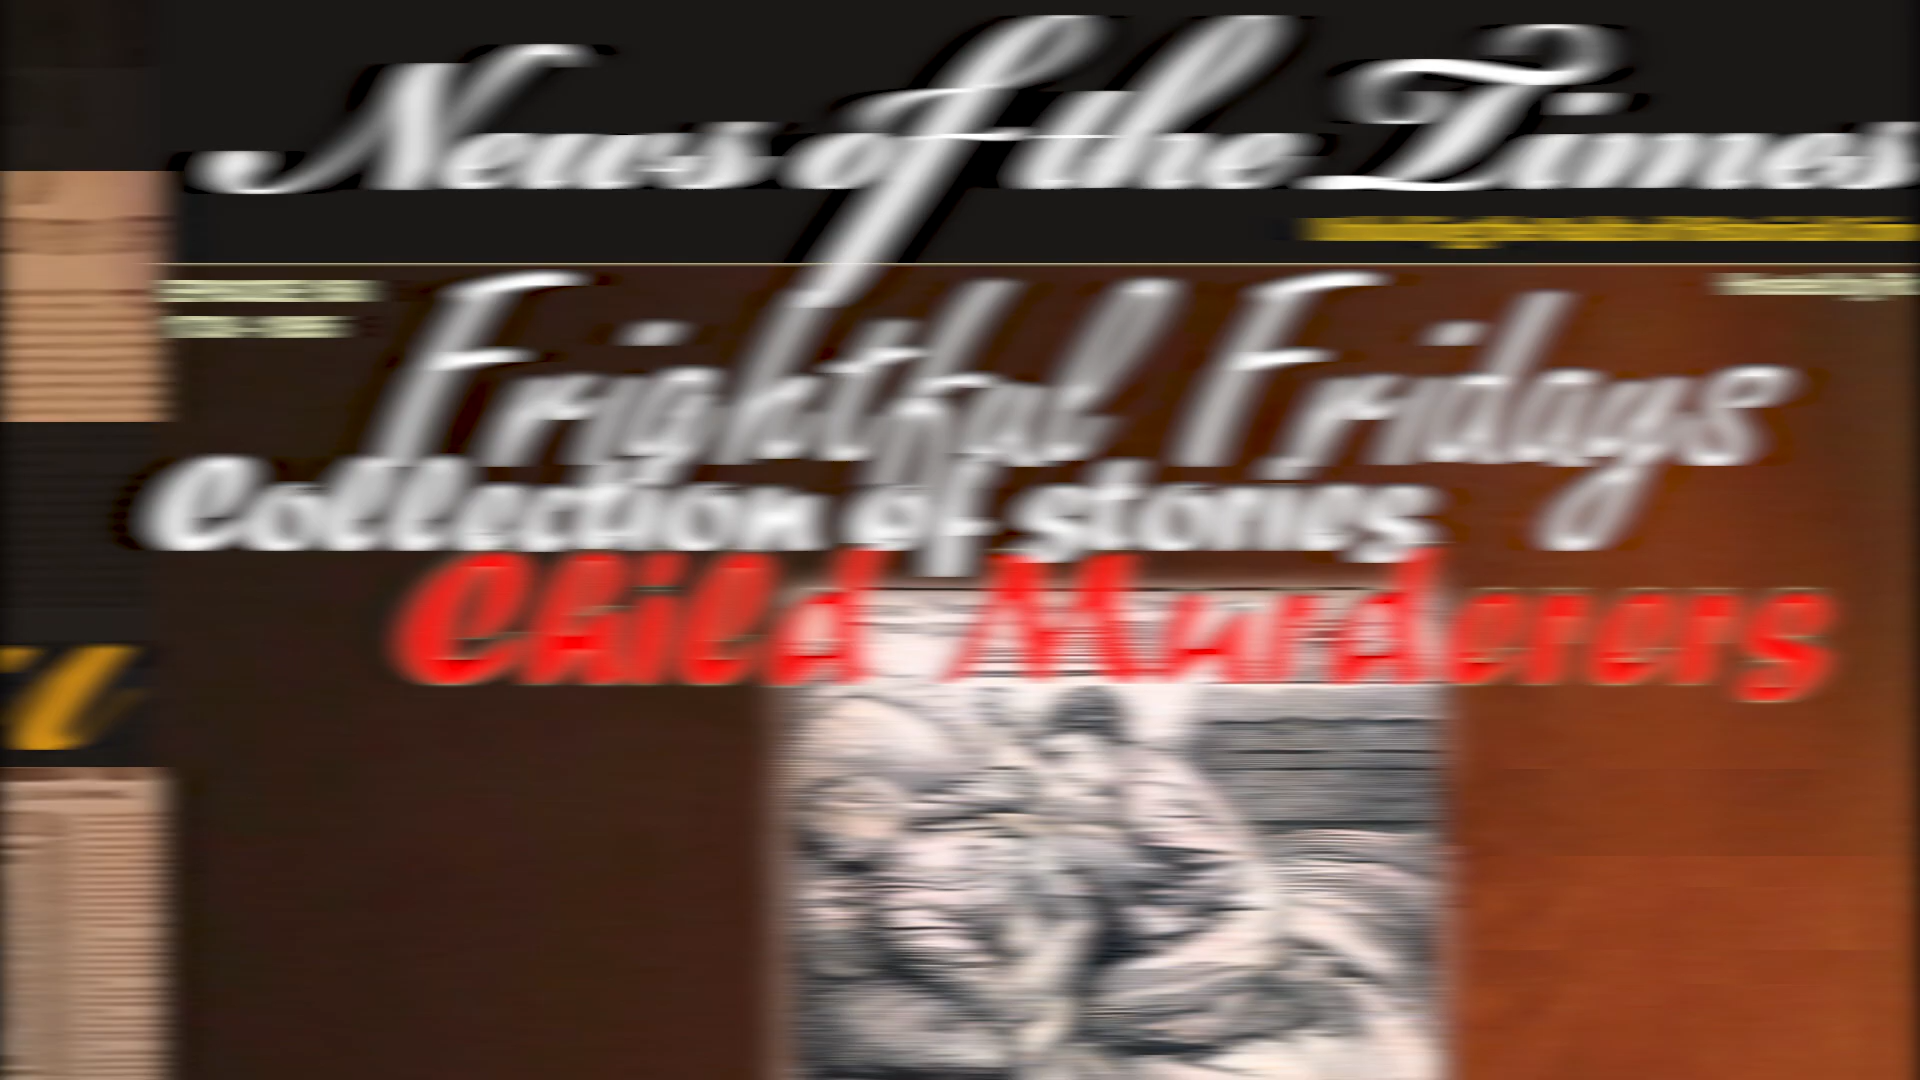 News of the Times
Frightful Fridays
Collection of stories
Child Murderers